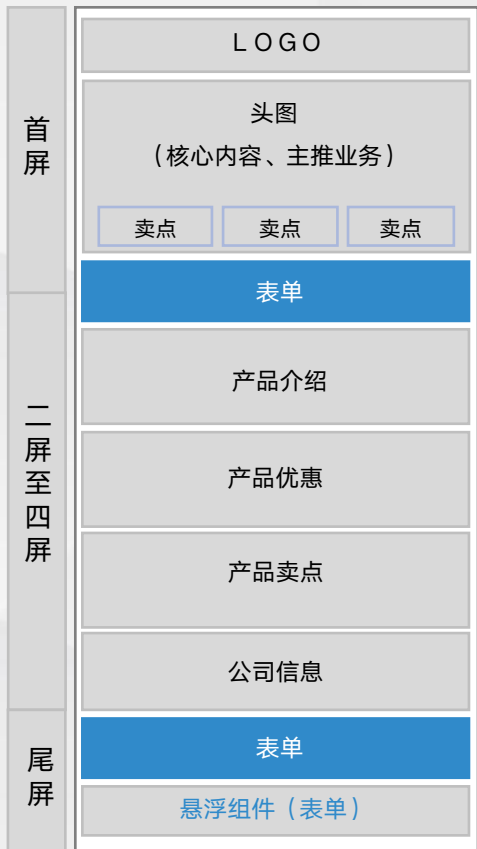 首屏
LOGO
头图
（核心内容、主推业务）
卖点
卖点
卖点
表单
二屏至四屏
产品介绍
产品优惠
产品卖点
公司信息
尾屏
表单
悬浮组件（表单）